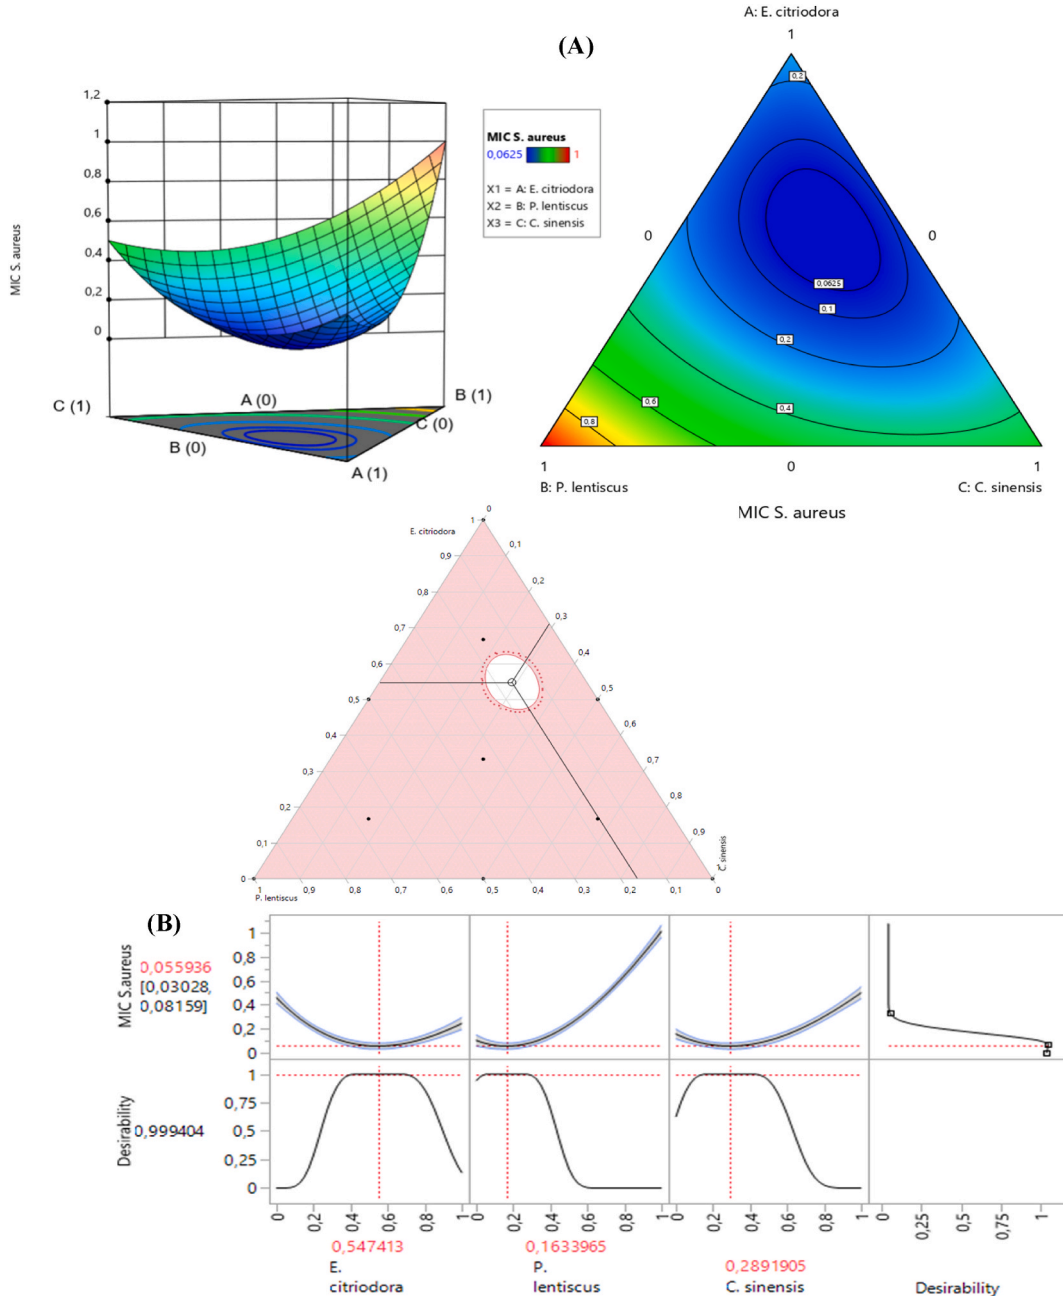 (A)
1,2
1
0,8
0,6
0,4
0,2
0
MIC S. aureus
C (1)
A (0)
B (1)
C (0)
B (0)
A (1)
MIC S. aureus
0,0625 1
X1 = A: E. citriodora
X2 = B: P. lentiscus
X3 = C: C. sinensis
A: E. citriodora
1
0,2
0 0
0,0625
0,1
0,2
0,4
0,6
0,8
1 0 1
B: P. lentiscus C: C. sinensis
MIC S. aureus
E. citriodora
1
0,9
0,8
0,7
0,6
0,5
0,4
0,3
0,2
0,1
0
0
0,1
0,2
0,3
0,4
0,5
0,6
0,7
0,8
0,9
1
C. sinensis
1 0,9 0,8 0,7 0,6 0,5 0,4 0,3 0,2 0,1 0
P. lentiscus
(B)
MIC S.aureus
0,055936
[0,03028,
0,08159]
1
0,8
0,6
0,4
0,2
0
Desirability
0,999404
1
0,75
0,5
0,25
0
0 0,2 0,4 0,6 0,8 1
0 0,2 0,4 0,6 0,8 1
0 0,2 0,4 0,6 0,8 1
0 0,25 0,5 0,75 1
0,547413
E.
citriodora
0,1633965
P.
lentiscus
0,2891905
C. sinensis
Desirability